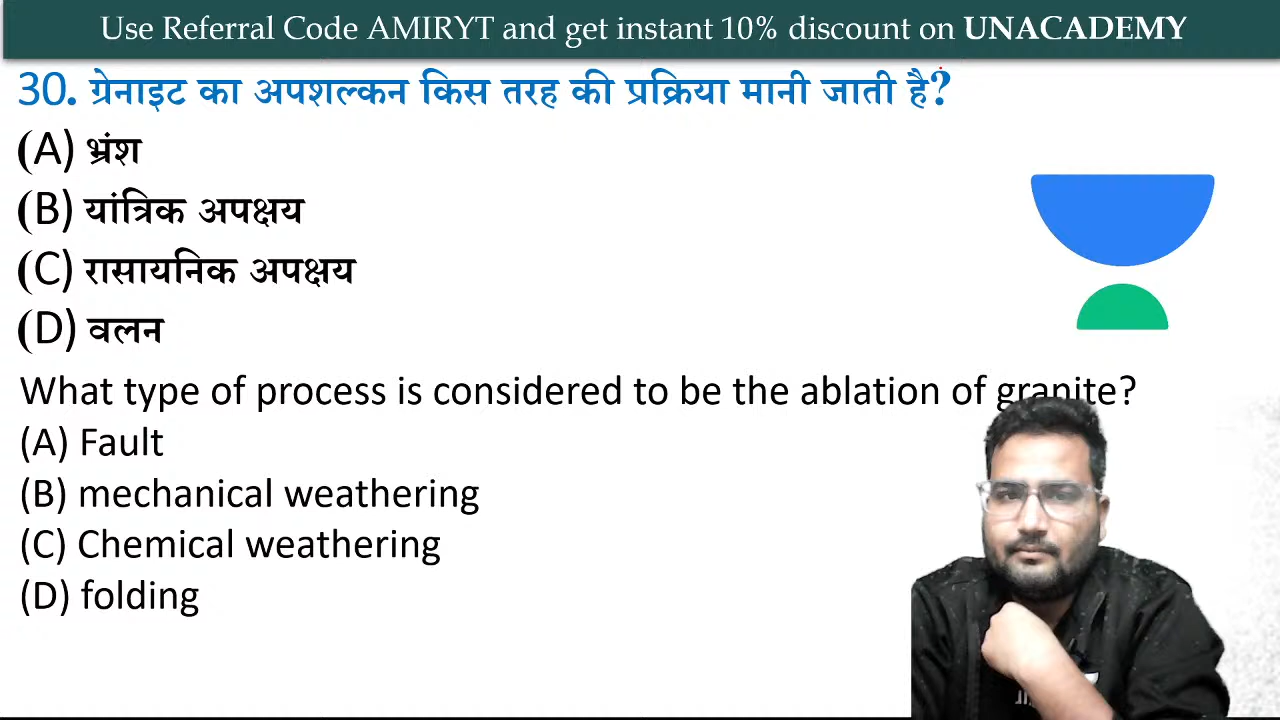 Use Referral Code AMIRYT and get instant 10% discount on UNACADEMY
30. ग्रेनाइट का अपशल्कन किस तरह की प्रक्रिया मानी जाती है?
(A) भ्रंश
(B) यांत्रिक अपक्षय
(C) रासायनिक अपक्षय
(D) वलन
What type of process is considered to be the ablation of granite?
(A) Fault
(B) mechanical weathering
(C) Chemical weathering
(D) folding